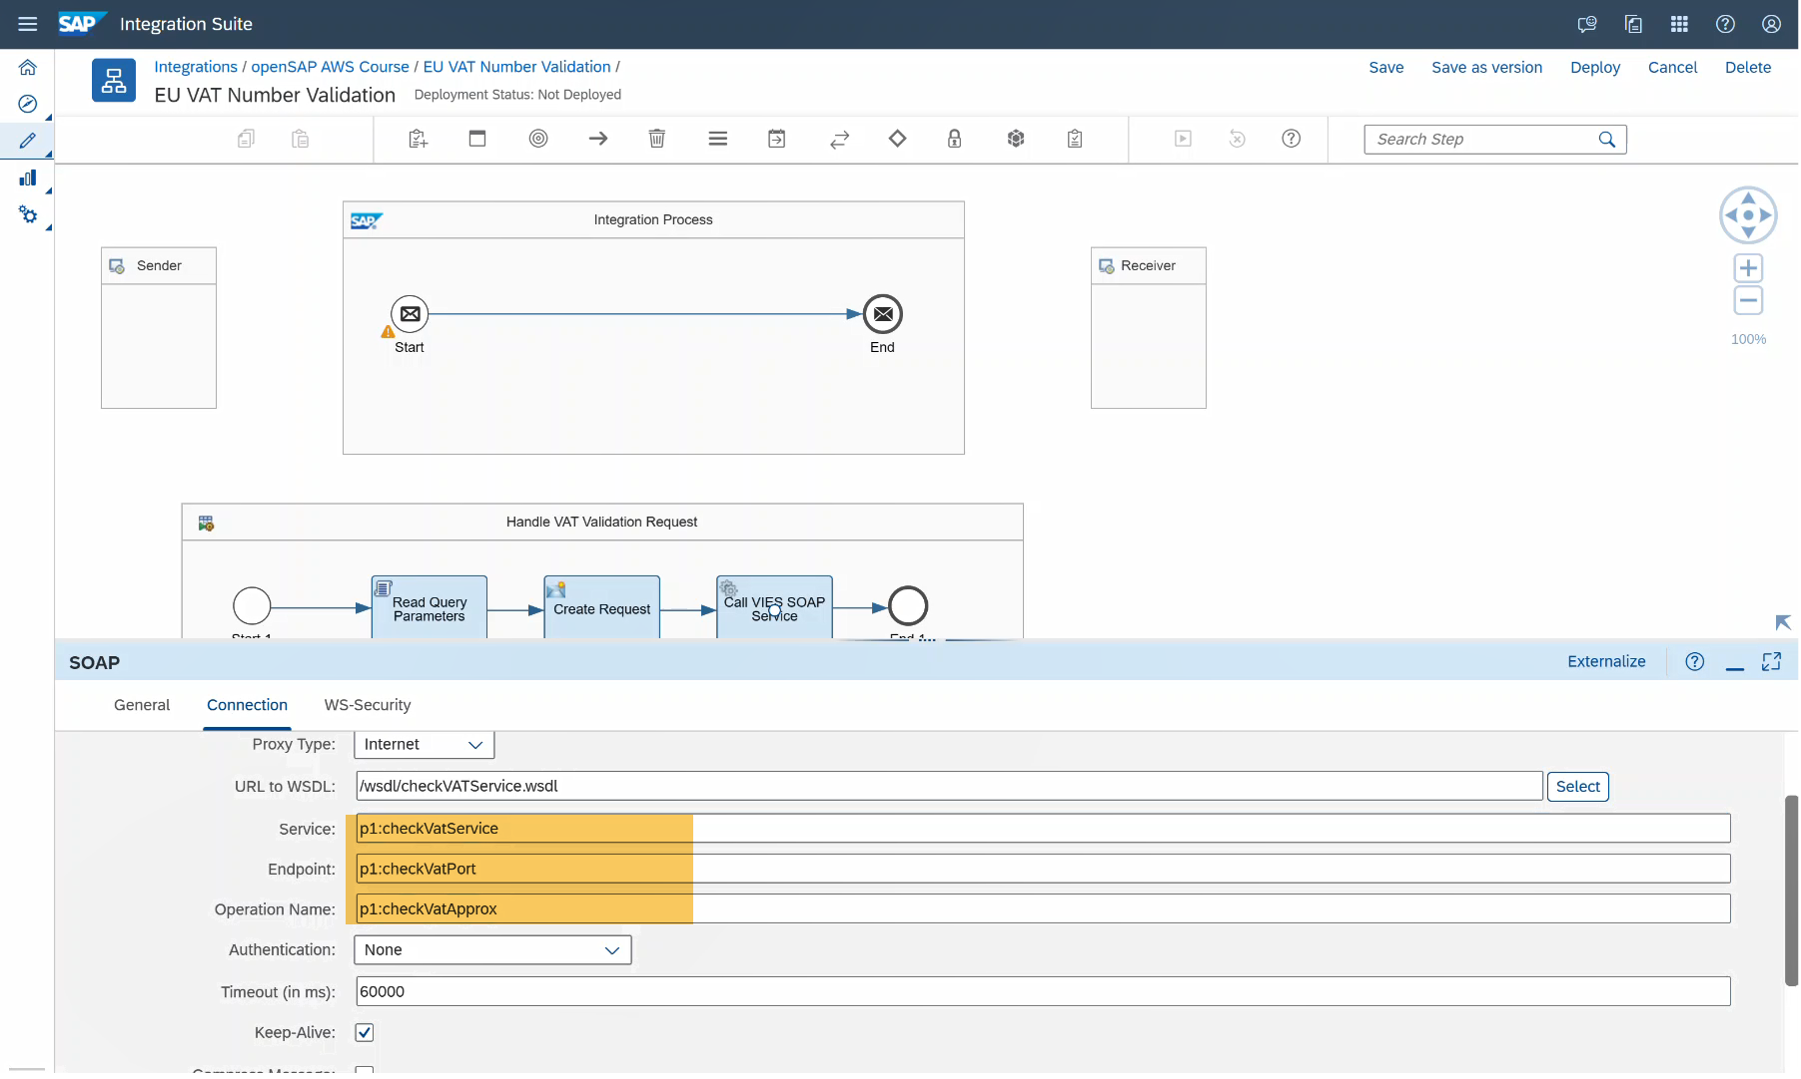 SAP Integration Suite
Integrations / openSAP AWS Course / EU VAT Number Validation /
EU VAT Number Validation Deployment Status: Not Deployed
Save Save as version Deploy Cancel Delete
Search Step
SAP Integration Process
Sender
Receiver
Start
End
100%
Handle VAT Validation Request
Read Query
Parameters
Create Request
Call VIES SOAP
Service
Start 1
End 1
SOAP
Externalize
General Connection WS-Security
Proxy Type: Internet
URL to WSDL: /wsdl/checkVATService.wsdl Select
Service: p1:checkVatService
Endpoint: p1:checkVatPort
Operation Name: p1:checkVatApprox
Authentication: None
Timeout (in ms): 60000
Keep-Alive:
Compress Message: